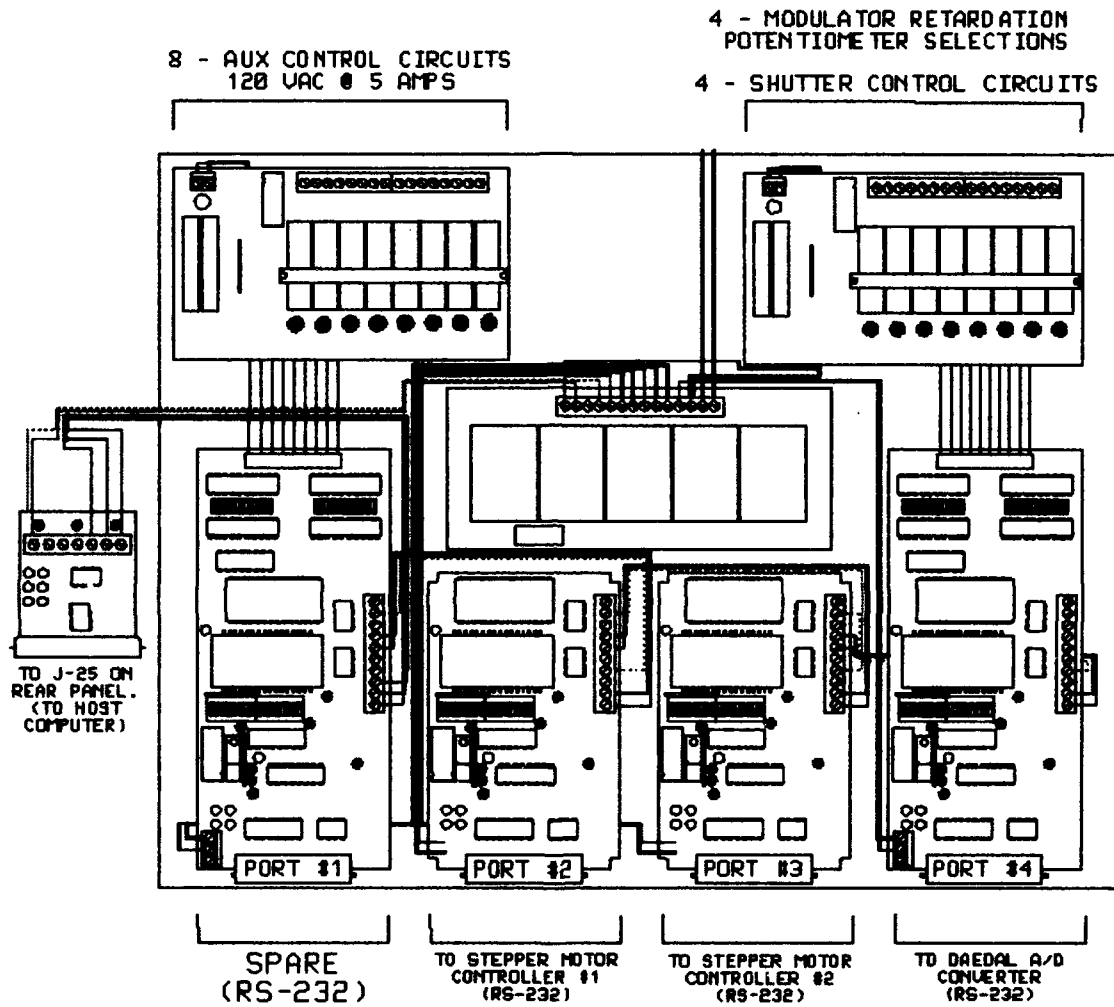 4 - MODULATOR RETARDATION
POTENTIOMETER SELECTIONS
8 - AUX CONTROL CIRCUITS
120 VAC @ 5 AMPS
4 - SHUTTER CONTROL CIRCUITS
TO J-25 ON
REAR PANEL.
(TO HOST
COMPUTER)
PORT #1
PORT #2
PORT #3
PORT #4
SPARE
(RS-232)
TO STEPPER MOTOR
CONTROLLER #1
(RS-232)
TO STEPPER MOTOR
CONTROLLER #2
(RS-232)
TO DAEDAL A/D
CONVERTER
(RS-232)